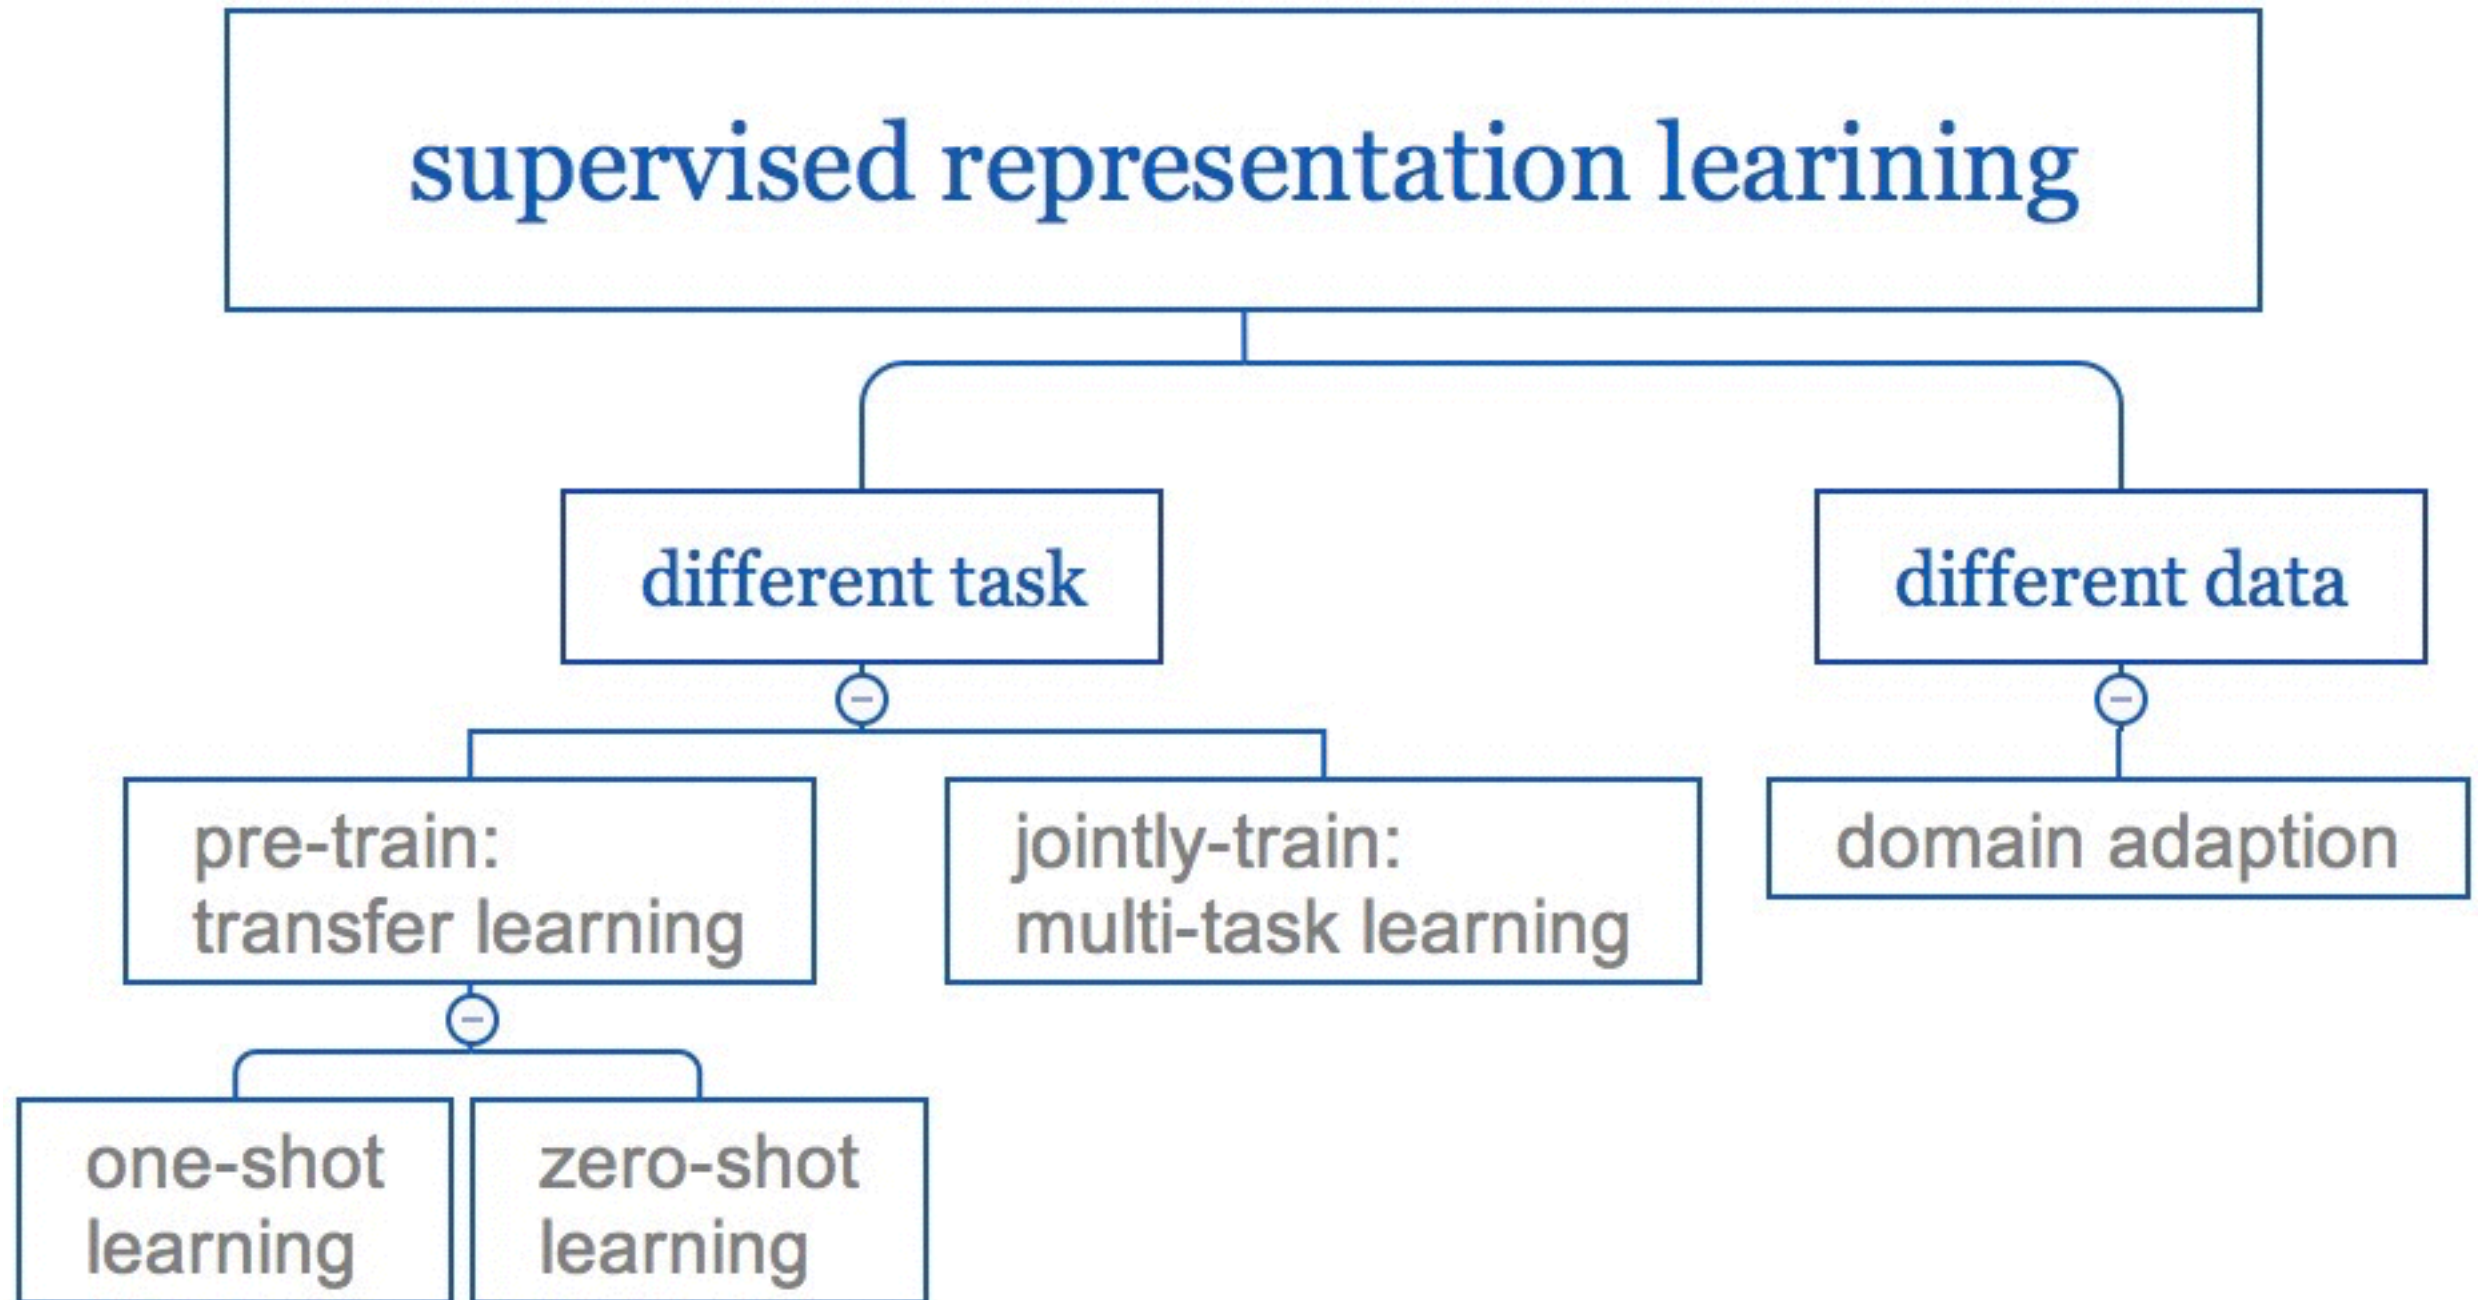 supervised representation learining
different task
different data
pre-train:
transfer learning
jointly-train:
multi-task learning
domain adaption
one-shot
learning
zero-shot
learning